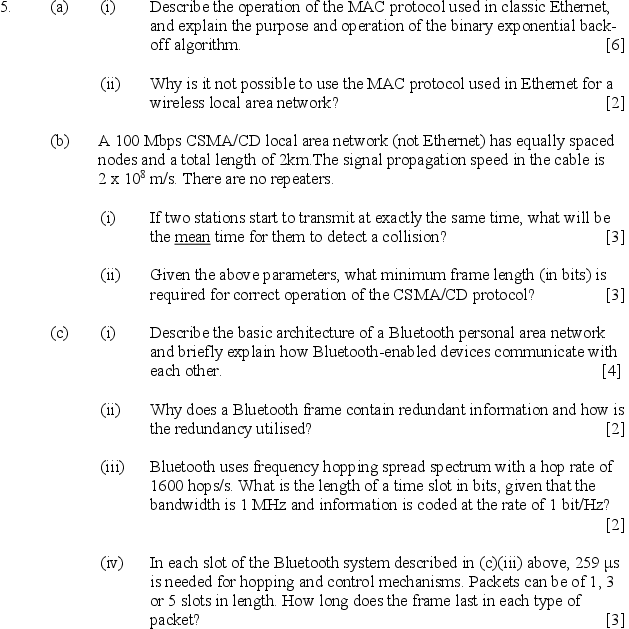 5. (a) (i) Describe the operation of the MAC protocol used in classic Ethernet,
and explain the purpose and operation of the binary exponential back-
off algorithm. [6]
(ii) Why is it not possible to use the MAC protocol used in Ethernet for a
wireless local area network? [2]
(b) A 100 Mbps CSMA/CD local area network (not Ethernet) has equally spaced
nodes and a total length of 2km.The signal propagation speed in the cable is
2 x 10⁸ m/s. There are no repeaters.
(i) If two stations start to transmit at exactly the same time, what will be
the mean time for them to detect a collision? [3]
(ii) Given the above parameters, what minimum frame length (in bits) is
required for correct operation of the CSMA/CD protocol? [3]
(c) (i) Describe the basic architecture of a Bluetooth personal area network
and briefly explain how Bluetooth-enabled devices communicate with
each other. [4]
(ii) Why does a Bluetooth frame contain redundant information and how is
the redundancy utilised? [2]
(iii) Bluetooth uses frequency hopping spread spectrum with a hop rate of
1600 hops/s. What is the length of a time slot in bits, given that the
bandwidth is 1 MHz and information is coded at the rate of 1 bit/Hz?
[2]
(iv) In each slot of the Bluetooth system described in (c)(iii) above, 259 μs
is needed for hopping and control mechanisms. Packets can be of 1, 3
or 5 slots in length. How long does the frame last in each type of
packet? [3]